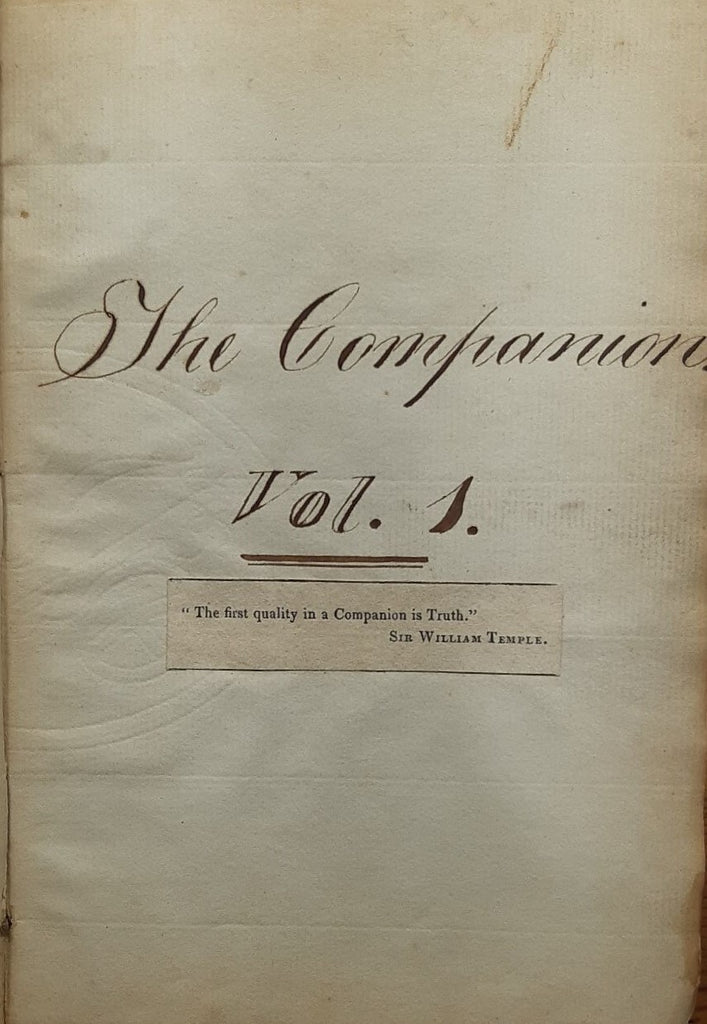 The Companion.
Vol. 1.
“ The first quality in a Companion is Truth.”
Sir William Temple.